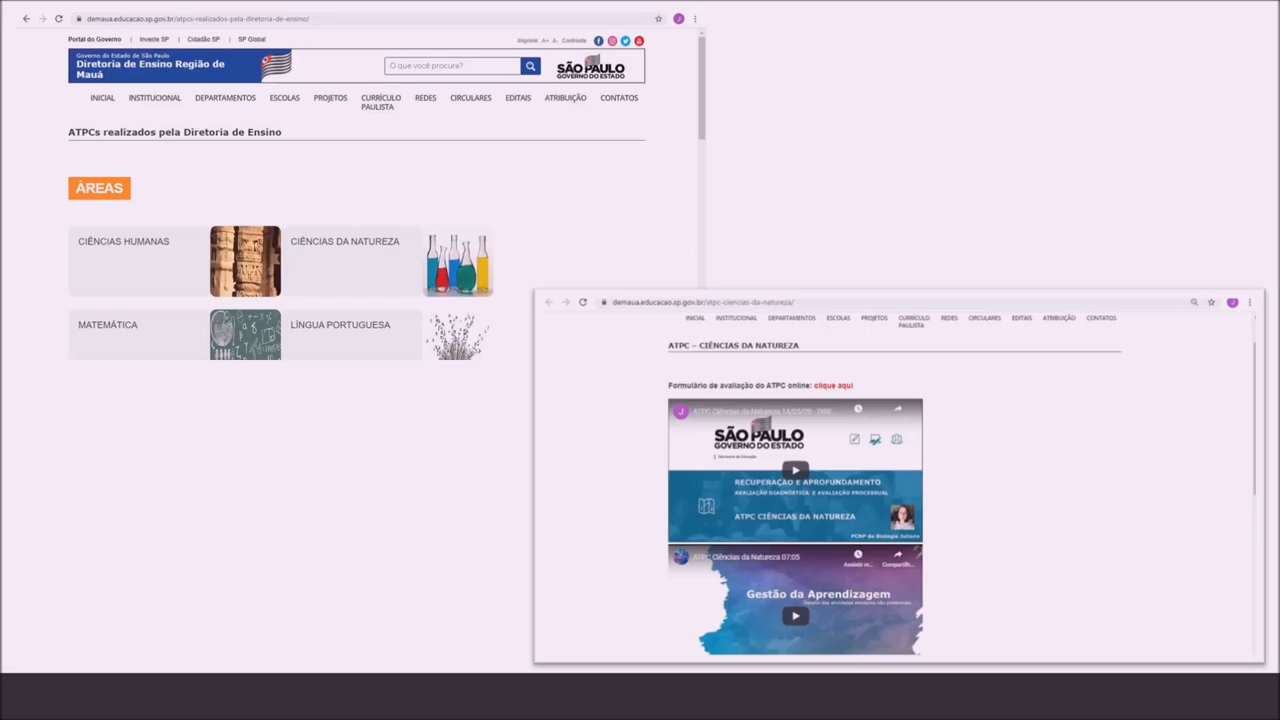 demaua.educacao.sp.gov.br/atpcs-realizados-pela-diretoria-de-ensino/
J
Portal do Governo | Investe SP | Cidadão SP | SP Global
Imprimir A+ A- Contraste
Governo do Estado de São Paulo
Diretoria de Ensino Região de
Mauá
O que você procura?
SÃO PAULO
GOVERNO DO ESTADO
INICIAL INSTITUCIONAL DEPARTAMENTOS ESCOLAS PROJETOS CURRÍCULO PAULISTA REDES CIRCULARES EDITAIS ATRIBUIÇÃO CONTATOS
ATPCs realizados pela Diretoria de Ensino
ÁREAS
CIÊNCIAS HUMANAS
CIÊNCIAS DA NATUREZA
MATEMÁTICA
LÍNGUA PORTUGUESA
demaua.educacao.sp.gov.br/atpc-ciencias-da-natureza/
J
INICIAL INSTITUCIONAL DEPARTAMENTOS ESCOLAS PROJETOS CURRÍCULO PAULISTA REDES CIRCULARES EDITAIS ATRIBUIÇÃO CONTATOS
ATPC – CIÊNCIAS DA NATUREZA
Formulário de avaliação do ATPC online: clique aqui
J
ATPC Ciências da Natureza 14/05/20 -
SÃO PAULO
GOVERNO DO ESTADO
Secretaria da Educação
RECUPERAÇÃO E APROFUNDAMENTO
AVALIAÇÃO DIAGNÓSTICA E AVALIAÇÃO PROCESSUAL
ATPC CIÊNCIAS DA NATUREZA
PCNP de Biologia Juliana
ATPC Ciências da Natureza 07:05
Assistir m... Compartilh...
Gestão da Aprendizagem